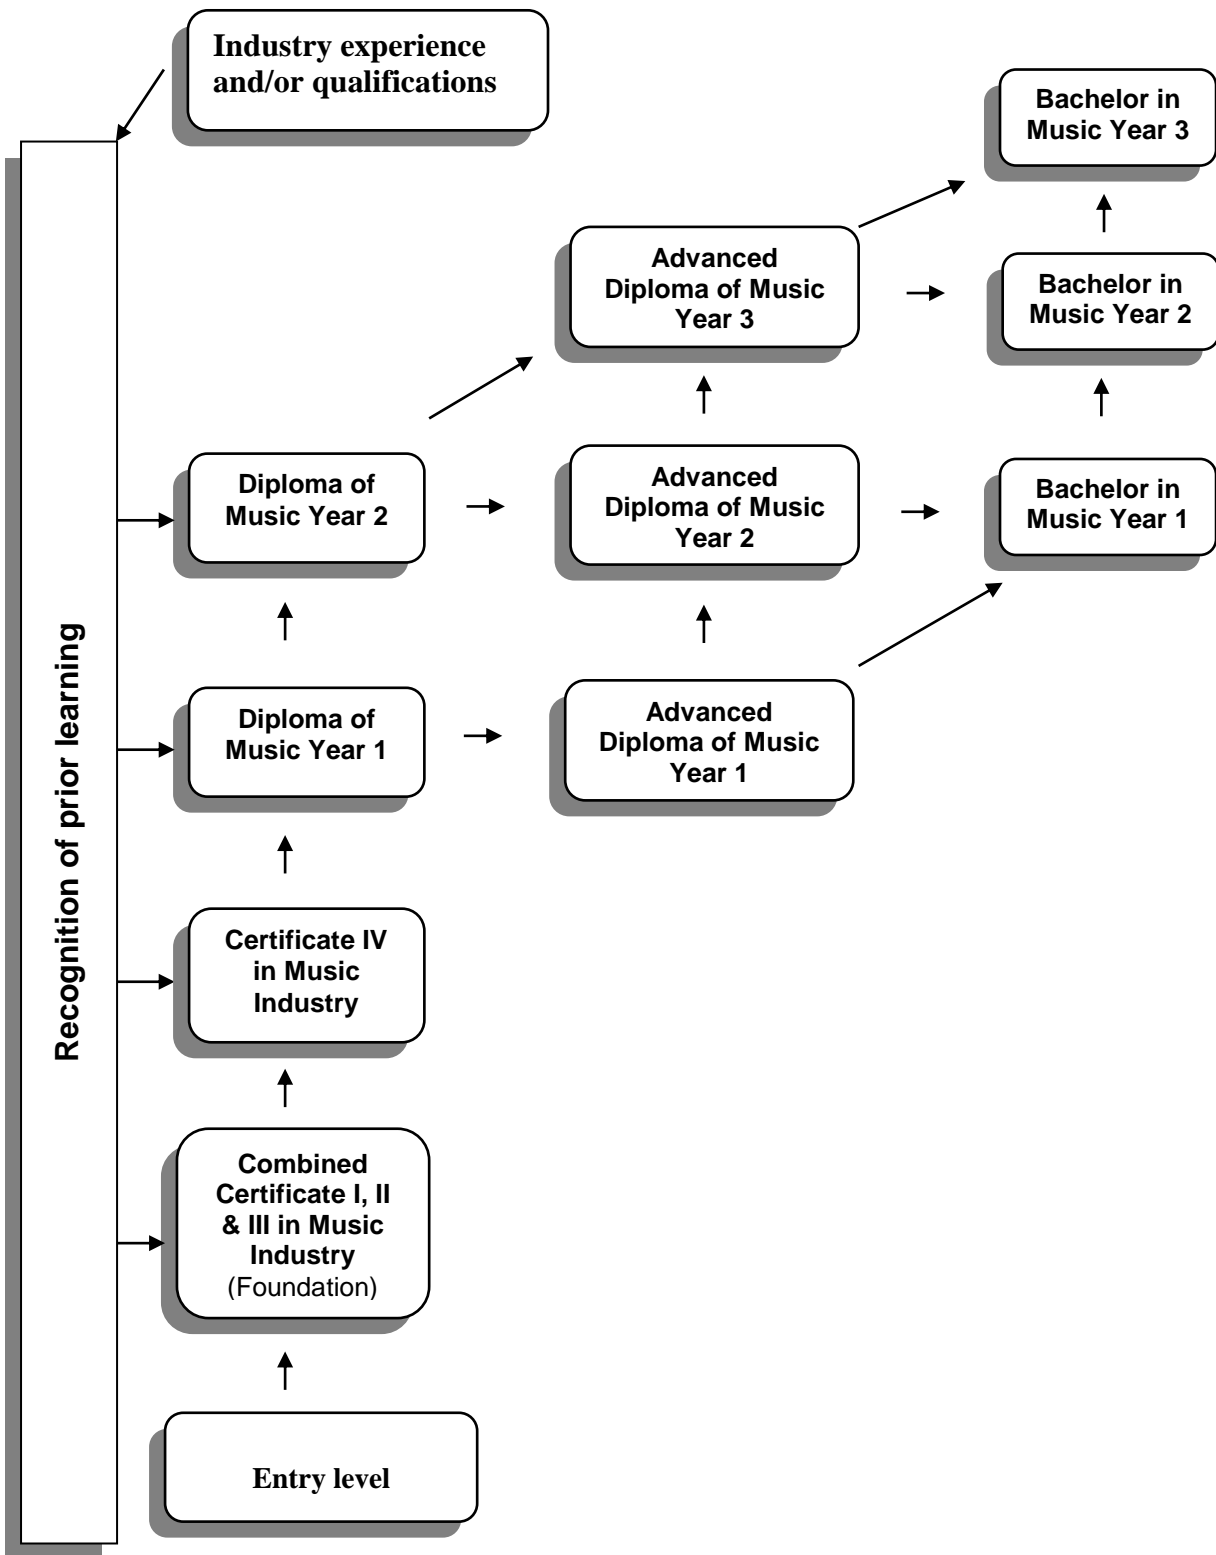 Industry experience
and/or qualifications
Bachelor in
Music Year 3
Advanced
Diploma of Music
Year 3
Bachelor in
Music Year 2
Diploma of
Music Year 2
Advanced
Diploma of Music
Year 2
Bachelor in
Music Year 1
Recognition of prior learning
Diploma of
Music Year 1
Advanced
Diploma of Music
Year 1
Certificate IV
in Music
Industry
Combined
Certificate I, II
& III in Music
Industry
(Foundation)
Entry level